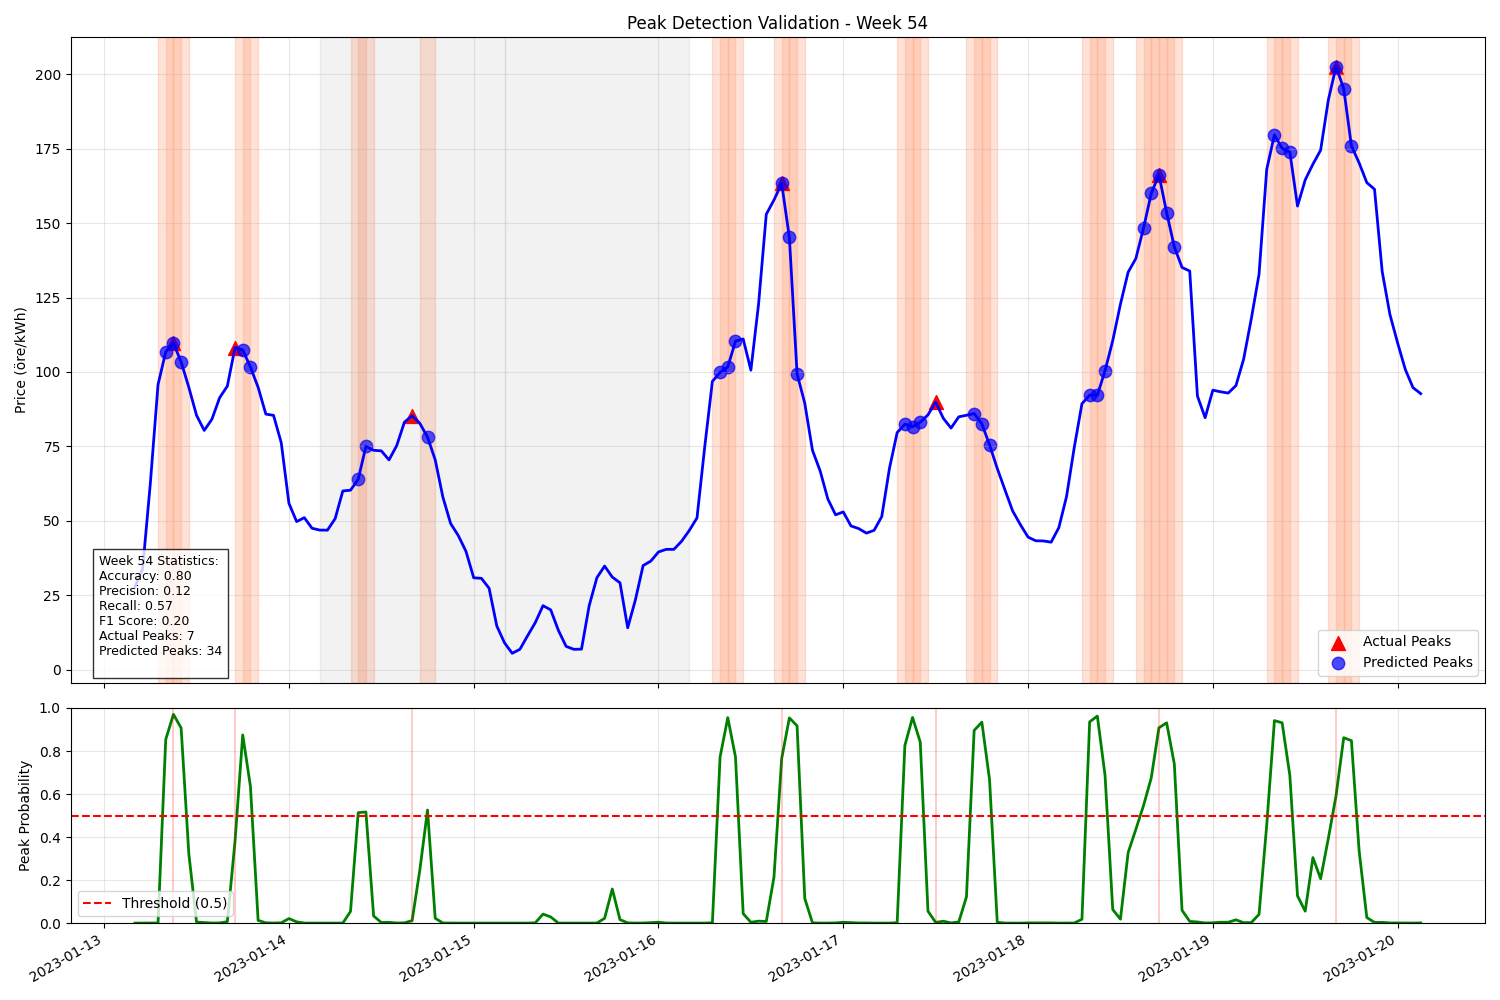 Peak Detection Validation - Week 54
Price (öre/kWh)
200
175
150
125
100
75
50
25
0
Week 54 Statistics:
Accuracy: 0.80
Precision: 0.12
Recall: 0.57
F1 Score: 0.20
Actual Peaks: 7
Predicted Peaks: 34
Actual Peaks
Predicted Peaks
Peak Probability
1.0
0.8
0.6
0.4
0.2
0.0
Threshold (0.5)
2023-01-13
2023-01-14
2023-01-15
2023-01-16
2023-01-17
2023-01-18
2023-01-19
2023-01-20